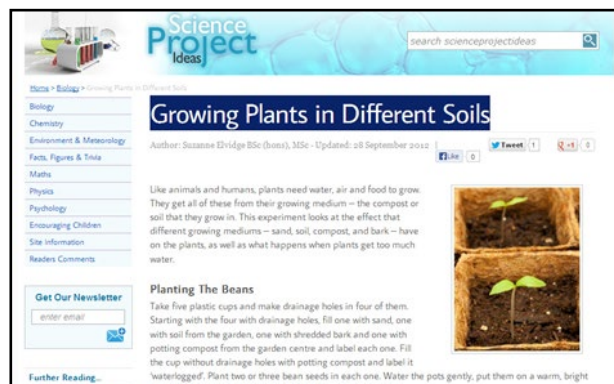 Science
Project
Ideas
search scienceprojectideas
Home > Biology > Growing Plants in Different Soils
Biology
Chemistry
Environment & Meteorology
Facts, Figures & Trivia
Maths
Physics
Psychology
Encouraging Children
Site Information
Readers Comments
Get Our Newsletter
enter email
Further Reading...
Growing Plants in Different Soils
Author: Suzanne Elvidge BSc (hons), MSc - Updated: 28 September 2012 |
Tweet 1
+1 0
Like 0
Like animals and humans, plants need water, air and food to grow.
They get all of these from their growing medium – the compost or
soil that they grow in. This experiment looks at the effect that
different growing mediums – sand, soil, compost, and bark – have
on the plants, as well as what happens when plants get too much
water.
Planting The Beans
Take five plastic cups and make drainage holes in four of them.
Starting with the four with drainage holes, fill one with sand, one
with soil from the garden, one with shredded bark and one with
potting compost from the garden centre and label each one. Fill
the cup without drainage holes with potting compost and label it
'waterlogged'. Plant two or three bean seeds in each one. Water the pots gently, put them on a warm, bright